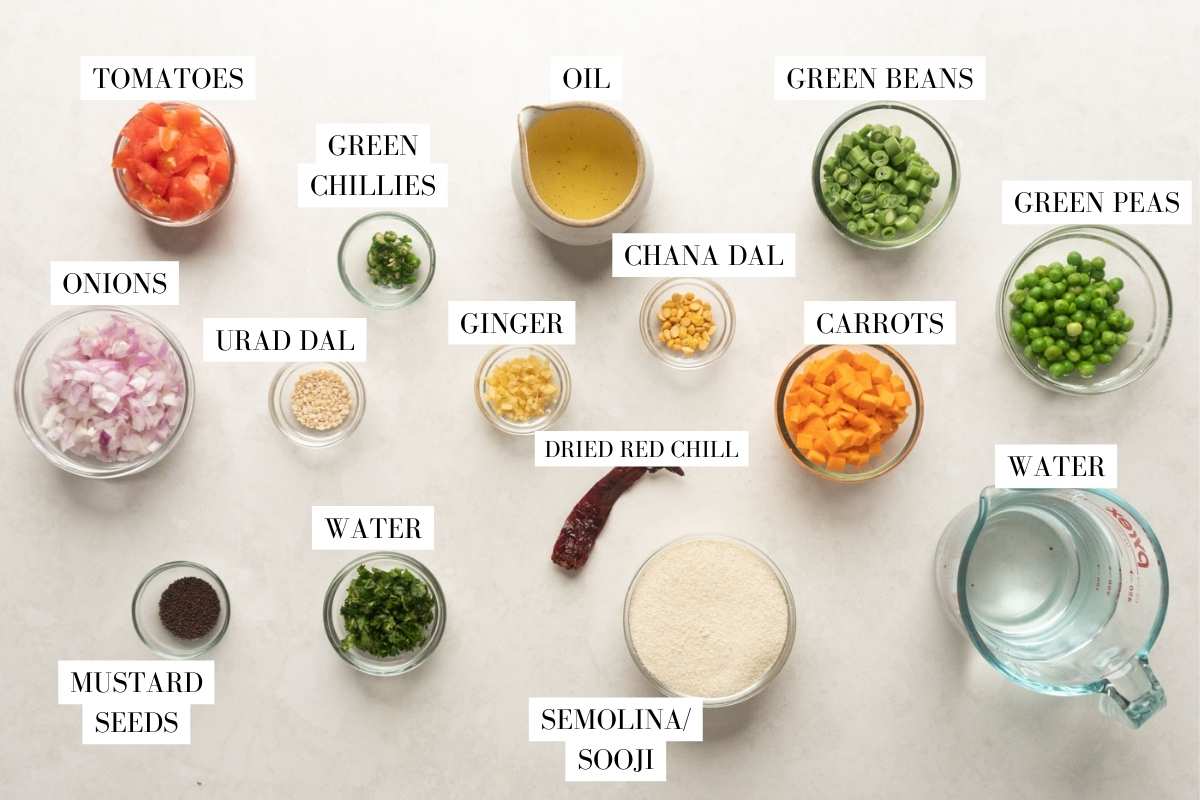 TOMATOES
OIL
GREEN BEANS
GREEN
CHILLIES
GREEN PEAS
CHANA DAL
ONIONS
URAD DAL
GINGER
CARROTS
DRIED RED CHILL
WATER
WATER
MUSTARD
SEEDS
SEMOLINA/
SOOJI